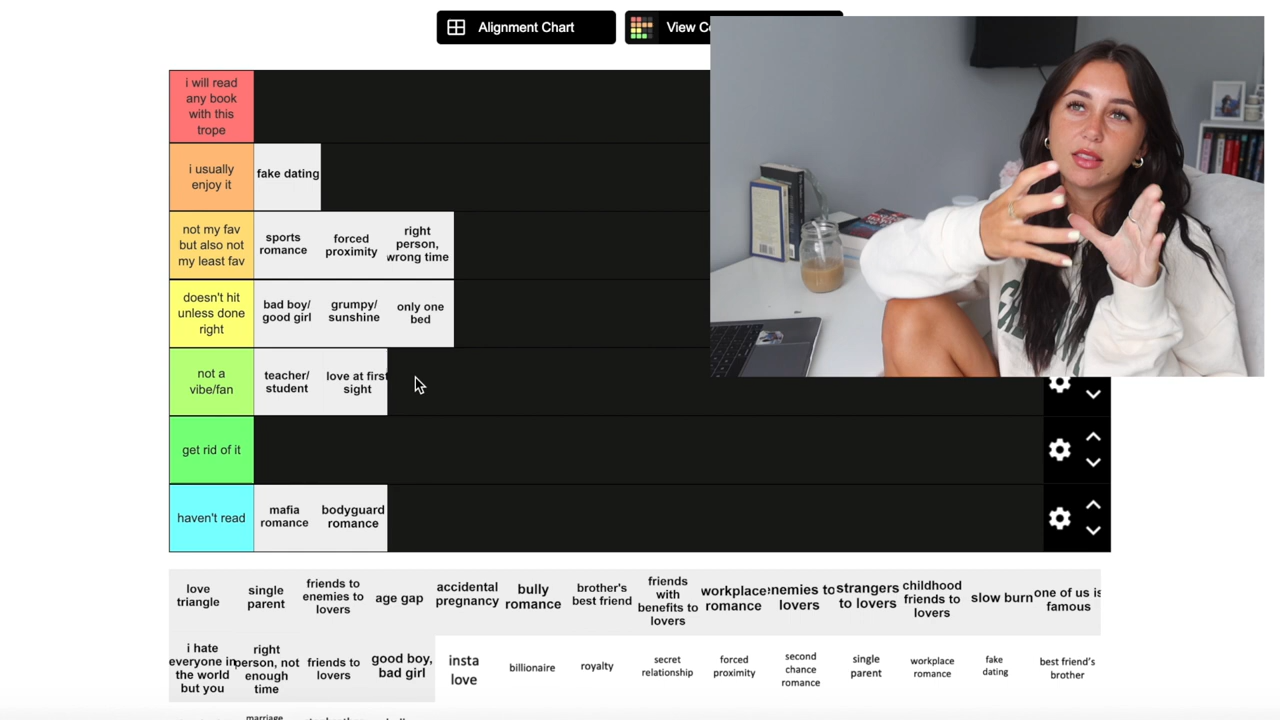 Alignment Chart
View Co
i will read
any book
with this
trope
i usually
enjoy it
fake dating
not my fav
but also not
my least fav
sports
romance
forced
proximity
right
person,
wrong time
doesn't hit
unless done
right
bad boy/
good girl
grumpy/
sunshine
only one
bed
not a
vibe/fan
teacher/
student
love at first
sight
get rid of it
haven't read
mafia
romance
bodyguard
romance
love
triangle
single
parent
friends to
enemies to
lovers
age gap
accidental
pregnancy
bully
romance
brother's
best friend
friends
with
benefits to
lovers
workplace
romance
enemies to
lovers
strangers
to lovers
childhood
friends to
lovers
slow burn
one of us is
famous
i hate
everyone in
the world
but you
right
person, not
enough
time
friends to
lovers
good boy,
bad girl
insta
love
billionaire
royalty
secret
relationship
forced
proximity
second
chance
romance
single
parent
workplace
romance
fake
dating
best friend's
brother
marriage